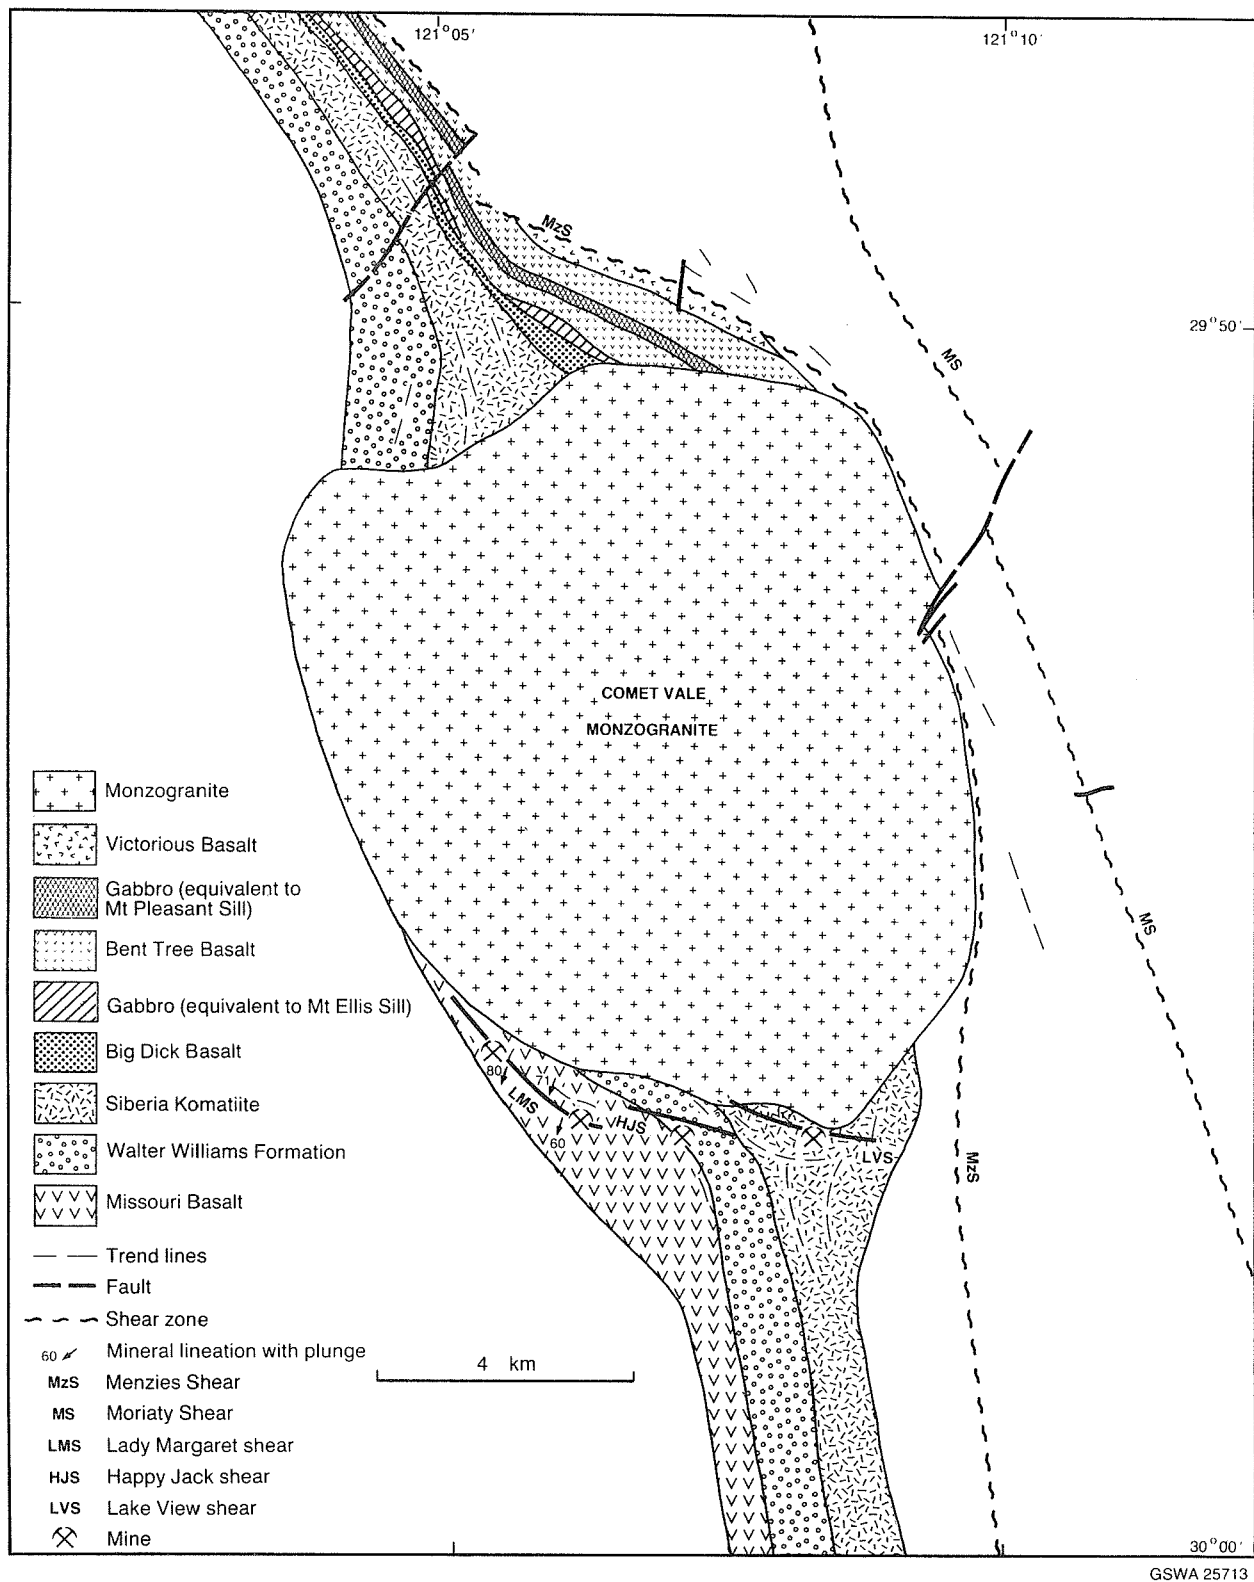 121°05′
121°10′
MzS
29°50′
MS
COMET VALE
MONZOGRANITE
Monzogranite
Victorious Basalt
Gabbro (equivalent to
Mt Pleasant Sill)
MS
Bent Tree Basalt
Gabbro (equivalent to Mt Ellis Sill)
Big Dick Basalt
80
71
LMS
Siberia Komatiite
HJS
60
Walter Williams Formation
LVS
MzS
Missouri Basalt
Trend lines
Fault
Shear zone
60 Mineral lineation with plunge
4 km
MzS Menzies Shear
MS Moriaty Shear
LMS Lady Margaret shear
HJS Happy Jack shear
LVS Lake View shear
Mine
30°00′
GSWA 25713